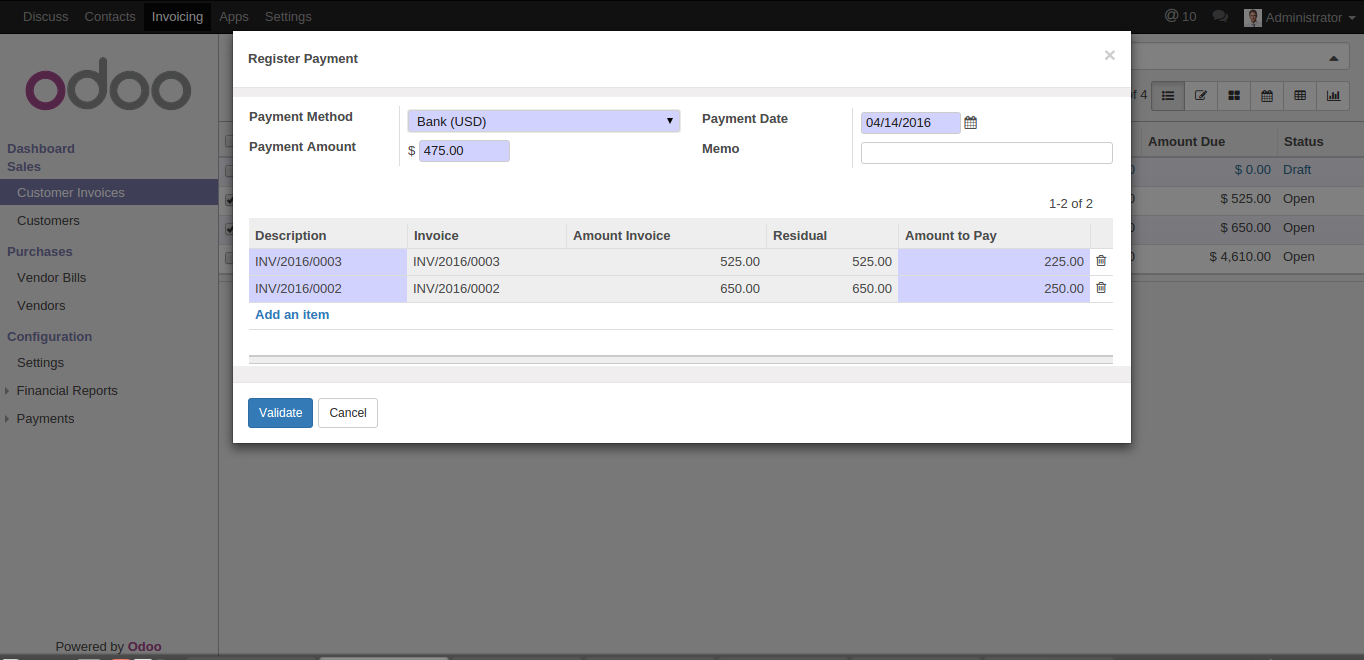 Discuss Contacts Invoicing Apps Settings @ 10 Administrator
odoo
Dashboard
Sales
Customer Invoices
Customers
Purchases
Vendor Bills
Vendors
Configuration
Settings
Financial Reports
Payments
Powered by Odoo
Register Payment ×
Payment Method Bank (USD) Payment Date 04/14/2016
Payment Amount $ 475.00 Memo
1-2 of 2
Description Invoice Amount Invoice Residual Amount to Pay
INV/2016/0003 INV/2016/0003 525.00 525.00 225.00
INV/2016/0002 INV/2016/0002 650.00 650.00 250.00
Add an item
Validate Cancel
of 4
Amount Due Status
$ 0.00 Draft
$ 525.00 Open
$ 650.00 Open
$ 4,610.00 Open